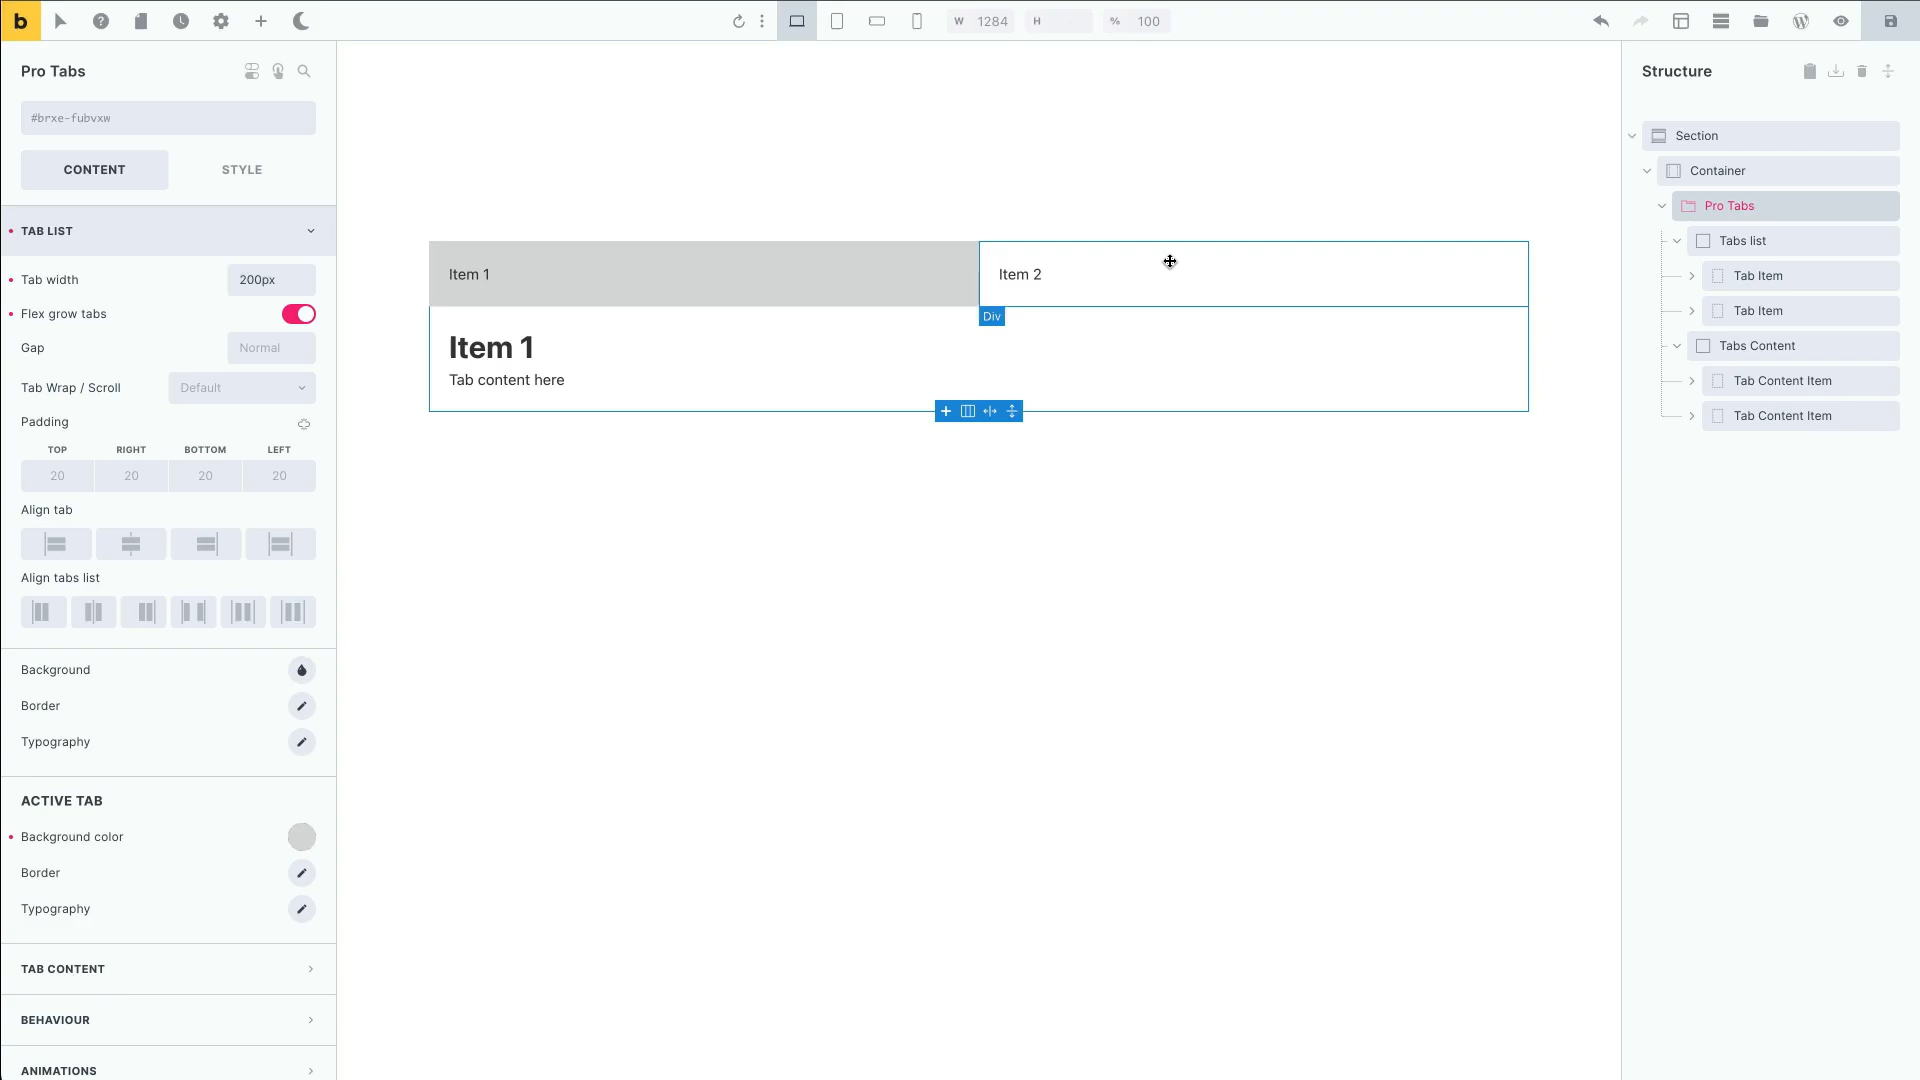 b
W 1284 H % 100
Pro Tabs
#brxe-fubvxw
CONTENT STYLE
TAB LIST
Tab width 200px
Flex grow tabs
Gap Normal
Tab Wrap / Scroll Default
Padding
TOP RIGHT BOTTOM LEFT
20 20 20 20
Align tab
Align tabs list
Background
Border
Typography
ACTIVE TAB
Background color
Border
Typography
TAB CONTENT
BEHAVIOUR
ANIMATIONS
Item 1 Item 2
Div
Item 1
Tab content here
Structure
Section
Container
Pro Tabs
Tabs list
Tab Item
Tab Item
Tabs Content
Tab Content Item
Tab Content Item